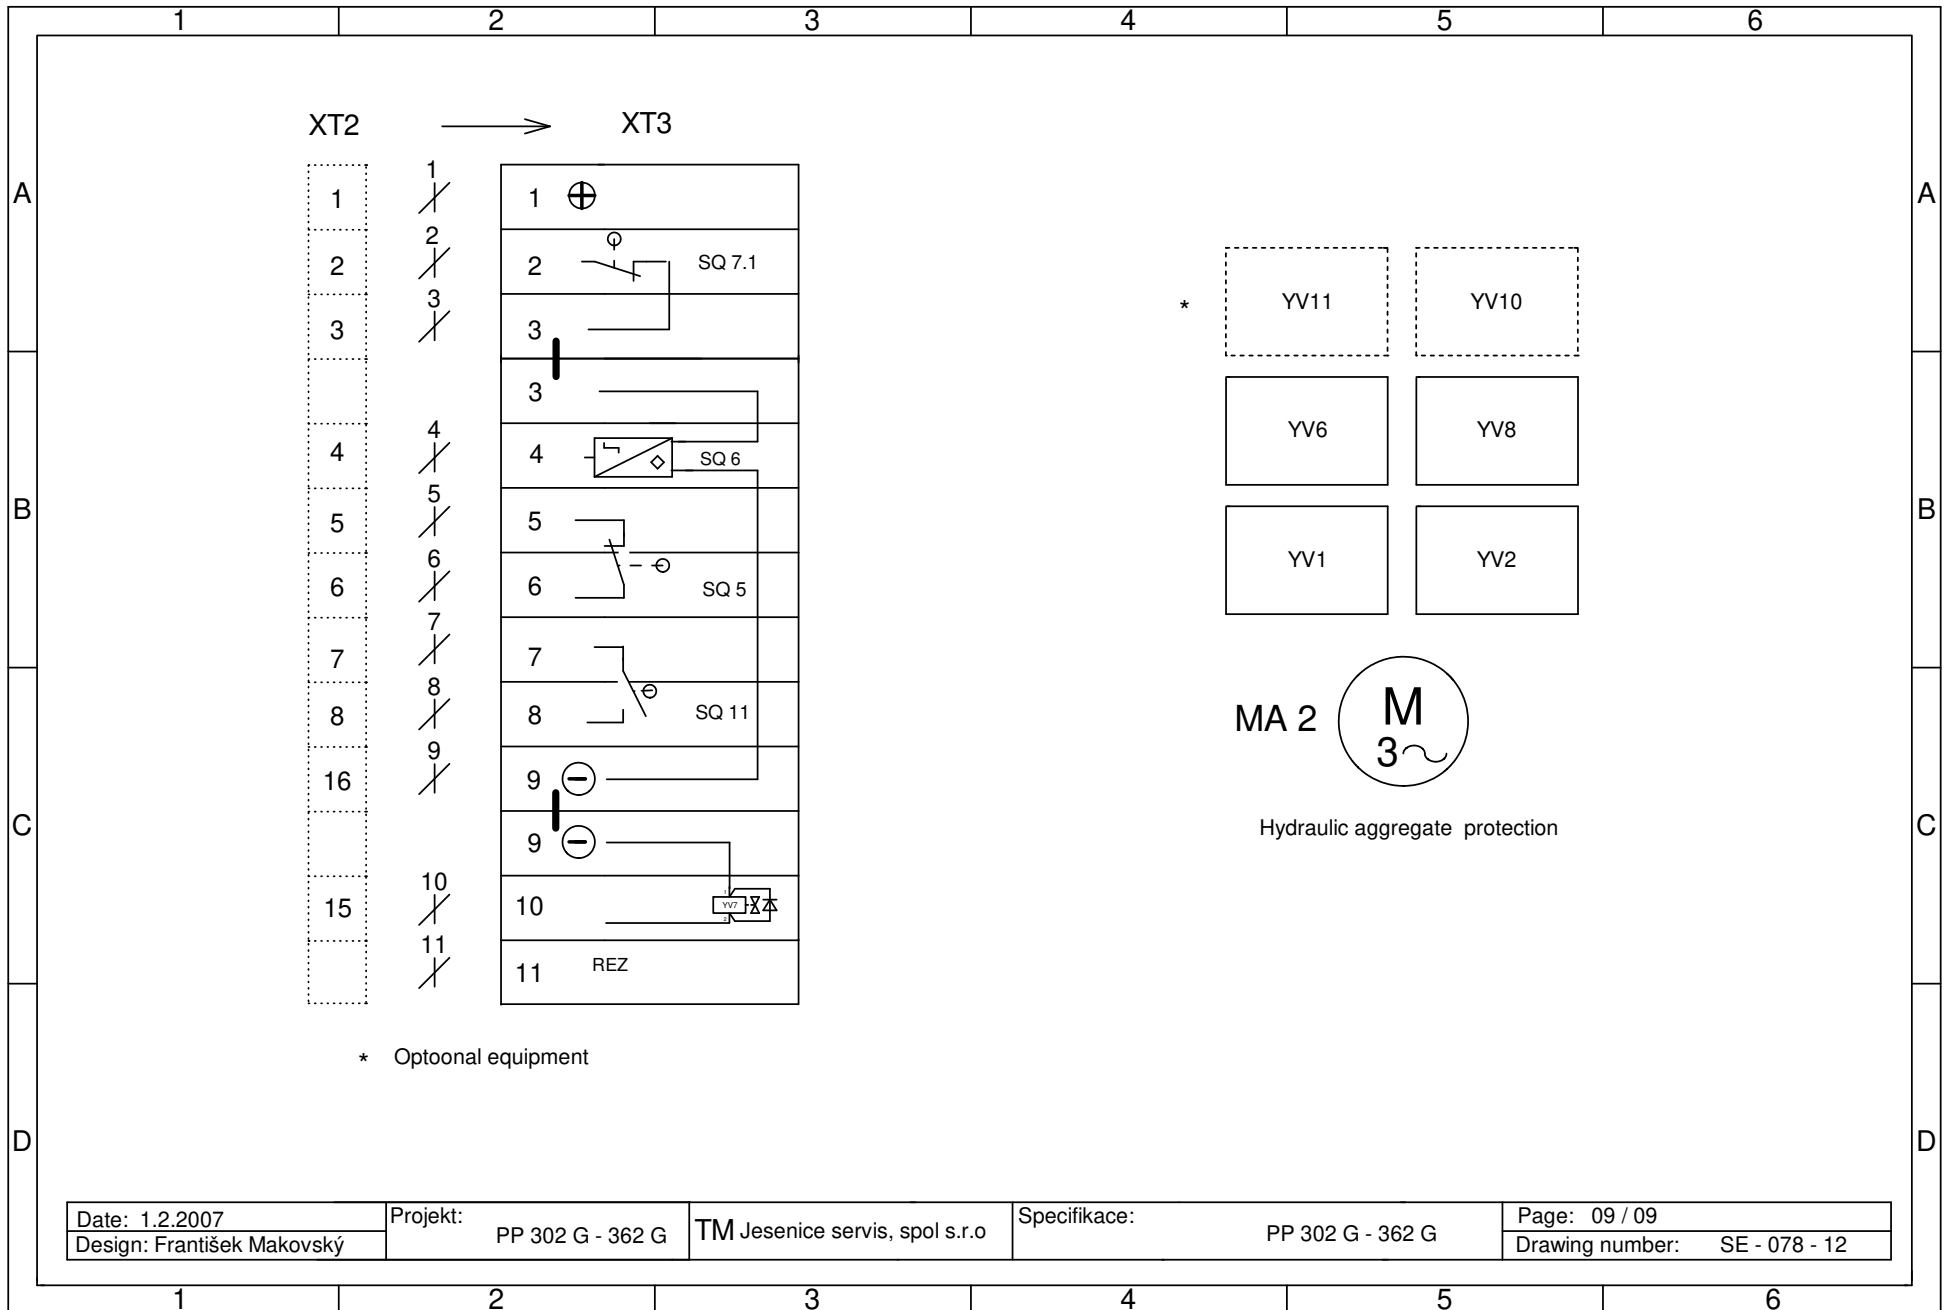 1 2 3 4 5 6
XT2 XT3
A 1 1 1 A
2 2 2 SQ 7.1
3 3 3
* YV11 YV10
3
YV6 YV8
4 4 4 SQ 6
B 5 5 5 B
YV1 YV2
6 6 6 SQ 5
7 7 7
8 8 8 SQ 11
MA 2 M
3
16 9 9
C 9 C
Hydraulic aggregate protection
15 10 10 1 YV7 2
11 11 REZ
* Optoonal equipment
D D
Date: 1.2.2007
Design: František Makovský
Projekt:
PP 302 G - 362 G
TM Jesenice servis, spol s.r.o
Specifikace:
PP 302 G - 362 G
Page: 09 / 09
Drawing number: SE - 078 - 12
1 2 3 4 5 6